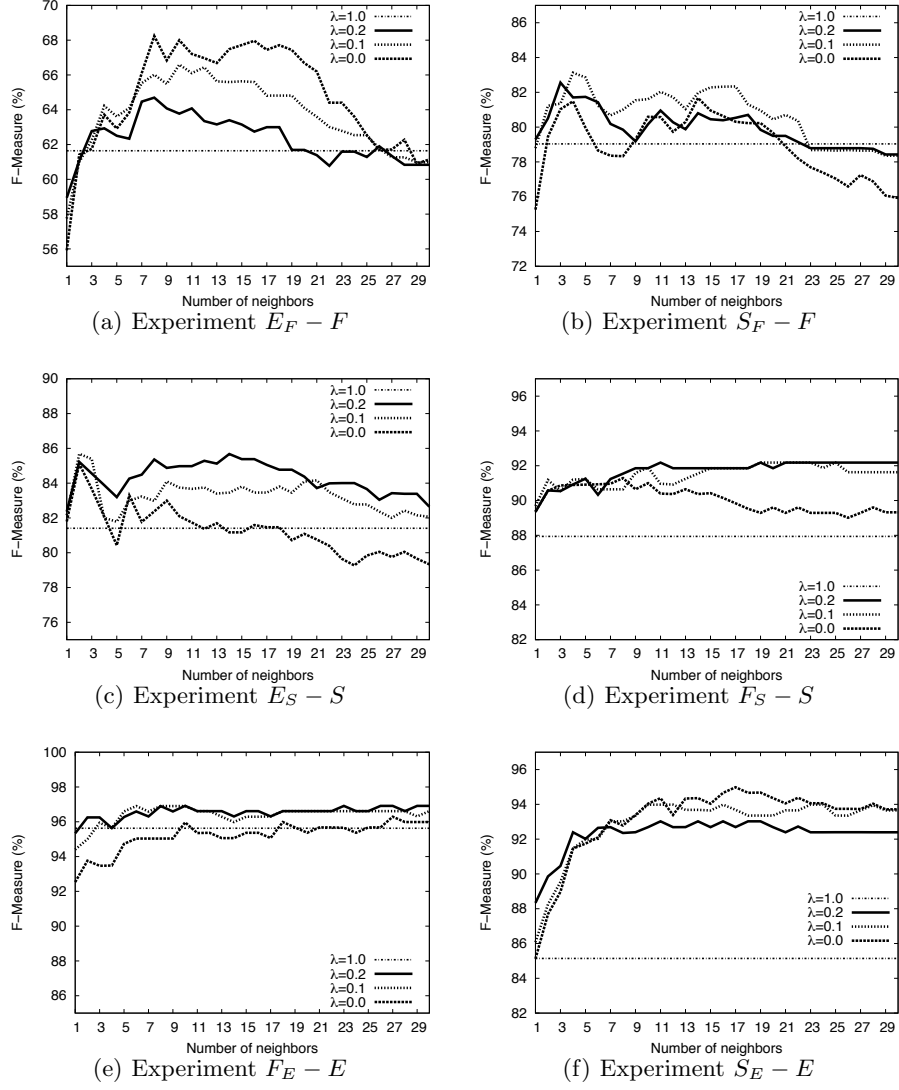 70
68
66
64
62
60
58
56
F−Measure (%)
λ=1.0
λ=0.2
λ=0.1
λ=0.0
1 3 5 7 9 11 13 15 17 19 21 23 25 27 29
Number of neighbors
(a) Experiment E_F − F
86
84
82
80
78
76
74
72
F−Measure (%)
λ=1.0
λ=0.2
λ=0.1
λ=0.0
1 3 5 7 9 11 13 15 17 19 21 23 25 27 29
Number of neighbors
(b) Experiment S_F − F
90
88
86
84
82
80
78
76
F−Measure (%)
λ=1.0
λ=0.2
λ=0.1
λ=0.0
1 3 5 7 9 11 13 15 17 19 21 23 25 27 29
Number of neighbors
(c) Experiment E_S − S
96
94
92
90
88
86
84
82
F−Measure (%)
λ=1.0
λ=0.2
λ=0.1
λ=0.0
1 3 5 7 9 11 13 15 17 19 21 23 25 27 29
Number of neighbors
(d) Experiment F_S − S
100
98
96
94
92
90
88
86
F−Measure (%)
λ=1.0
λ=0.2
λ=0.1
λ=0.0
1 3 5 7 9 11 13 15 17 19 21 23 25 27 29
Number of neighbors
(e) Experiment F_E − E
96
94
92
90
88
86
84
82
F−Measure (%)
λ=1.0
λ=0.2
λ=0.1
λ=0.0
1 3 5 7 9 11 13 15 17 19 21 23 25 27 29
Number of neighbors
(f) Experiment S_E − E